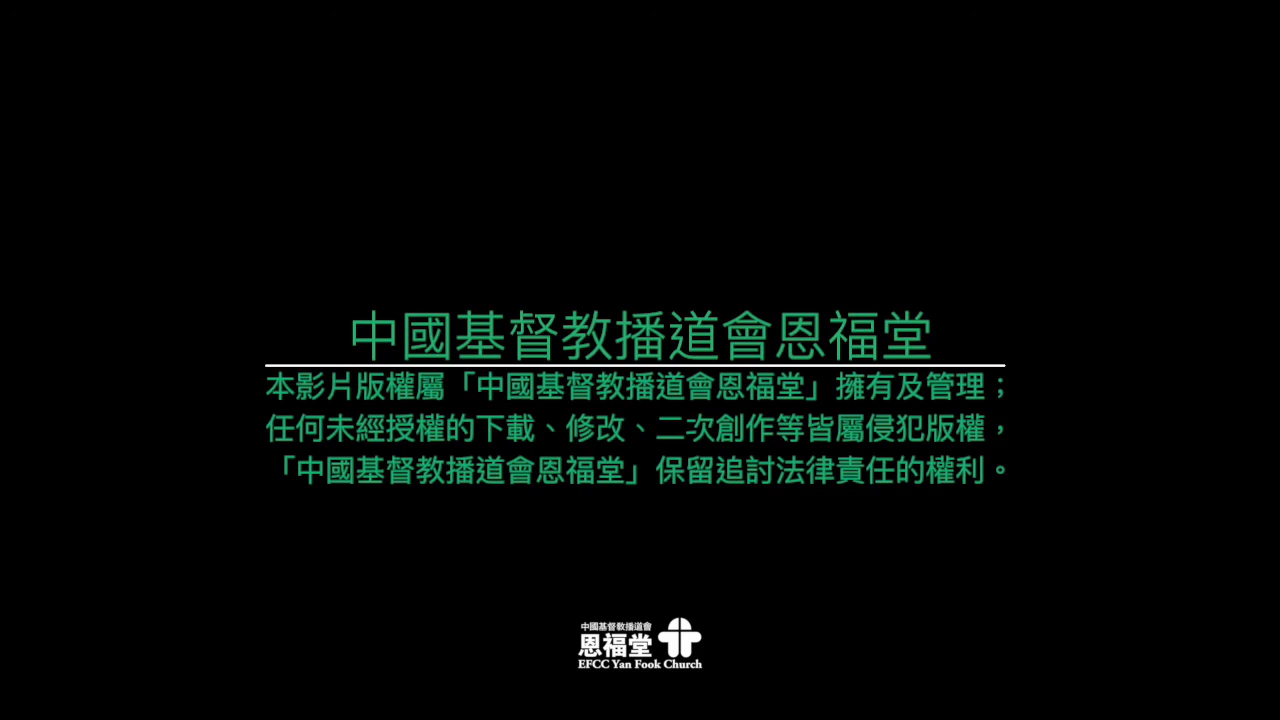 中國基督教播道會恩福堂
本影片版權屬「中國基督教播道會恩福堂」擁有及管理；
任何未經授權的下載、修改、二次創作等皆屬侵犯版權，
「中國基督教播道會恩福堂」保留追討法律責任的權利。
中國基督教播道會
恩福堂
EFCC Yan Fook Church